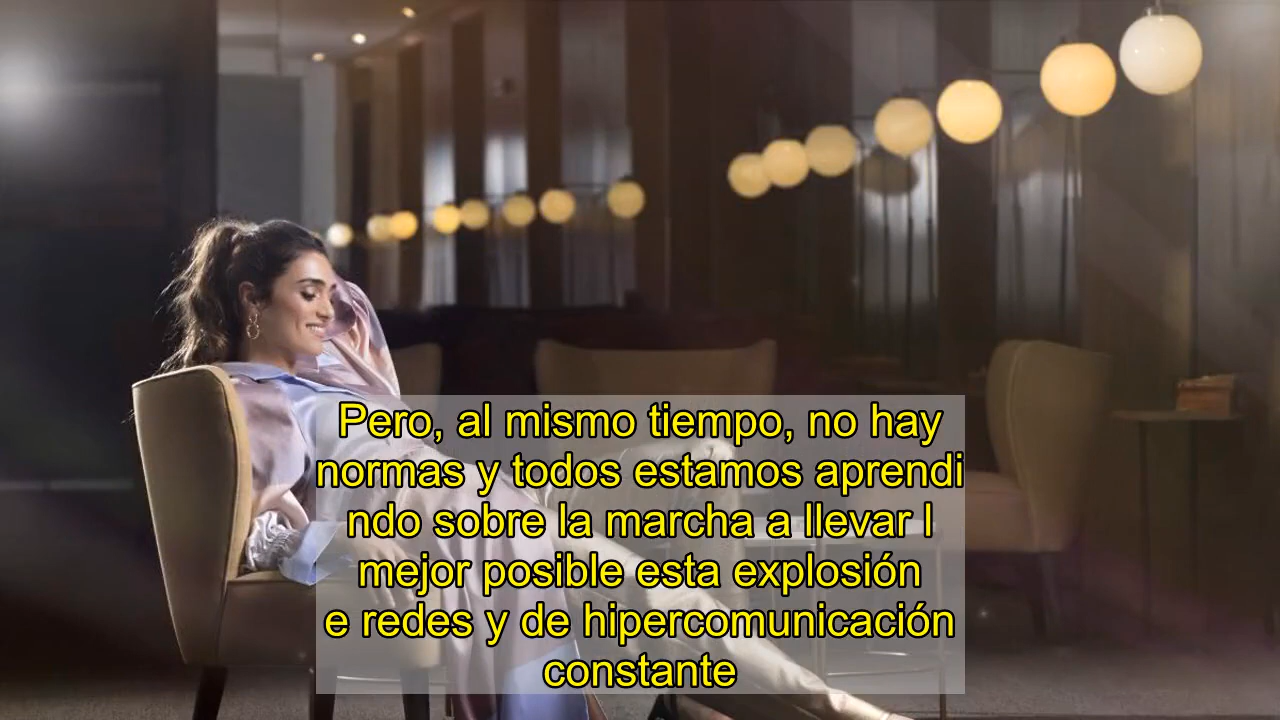 Pero, al mismo tiempo, no hay
normas y todos estamos aprendi
ndo sobre la marcha a llevar l
mejor posible esta explosión
e redes y de hipercomunicación
constante